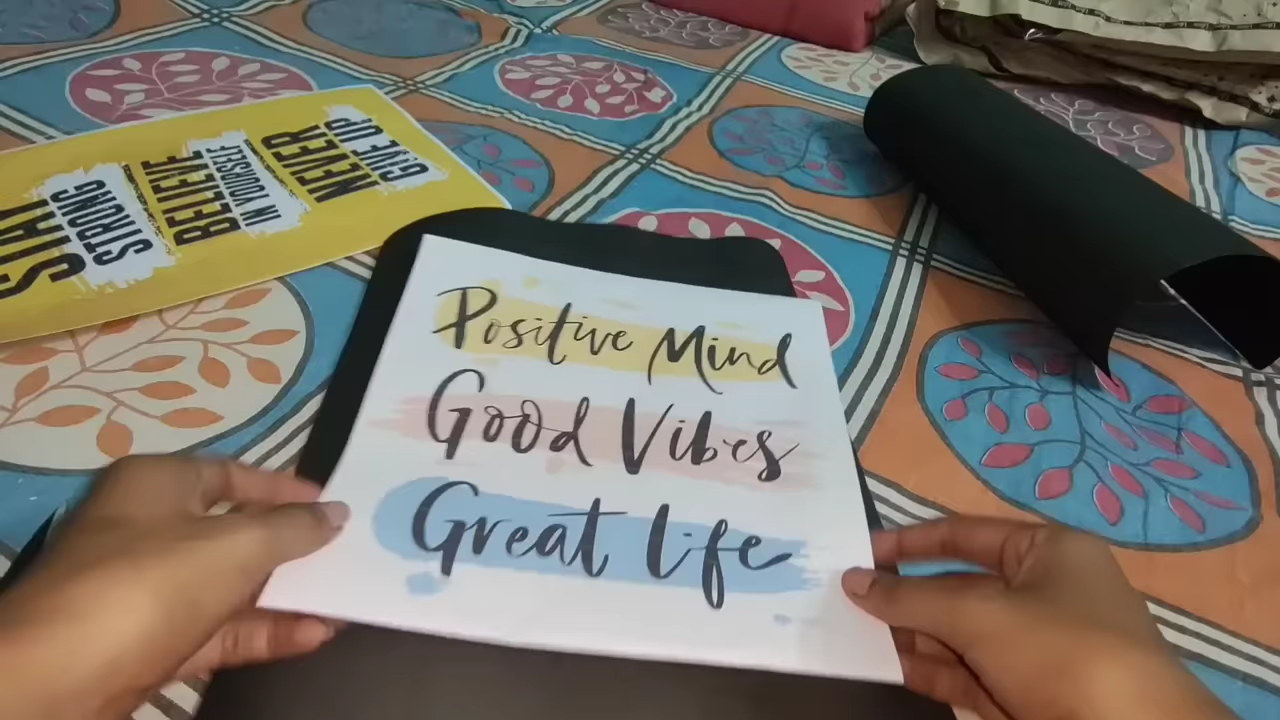 Positive Mind
Good Vibes
Great Life
STAY
STRONG
BELIEVE
IN YOURSELF
NEVER
GIVE UP